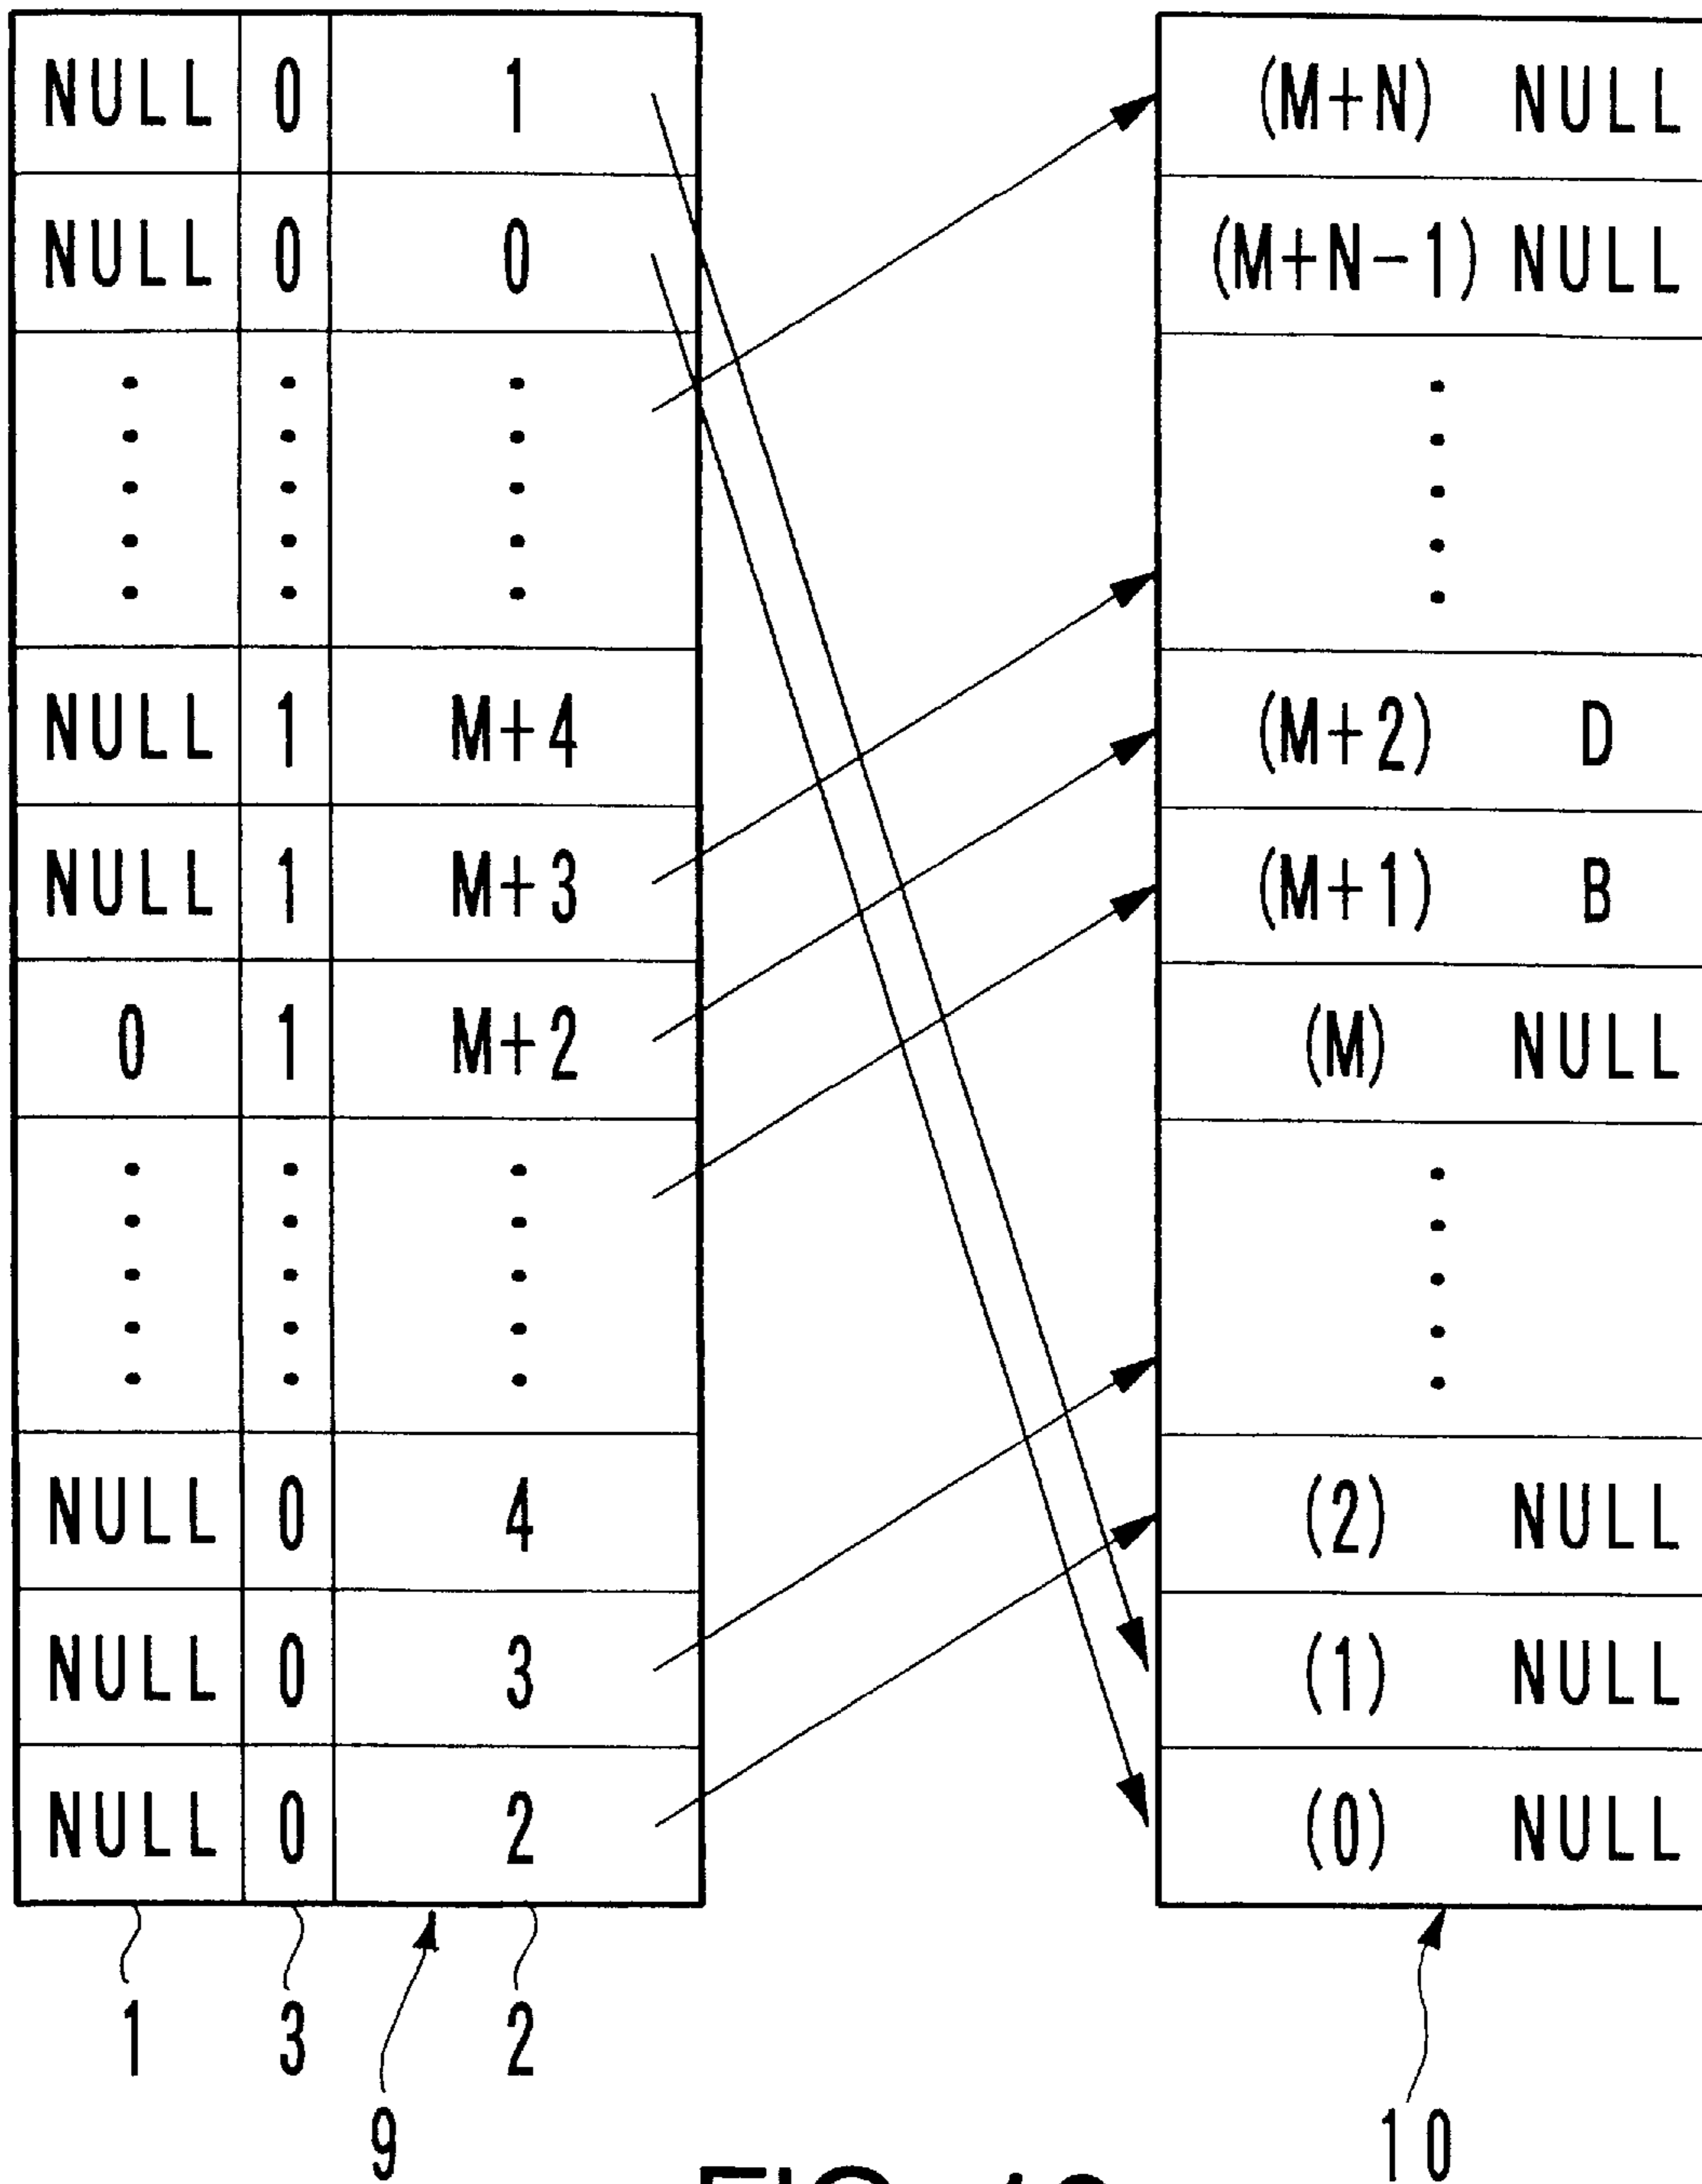 NULL 0 1
NULL 0 0
NULL 1 M+4
NULL 1 M+3
0 1 M+2
NULL 0 4
NULL 0 3
NULL 0 2
(M+N) NULL
(M+N-1) NULL
(M+2) D
(M+1) B
(M) NULL
(2) NULL
(1) NULL
(0) NULL
1 3 2
9
10